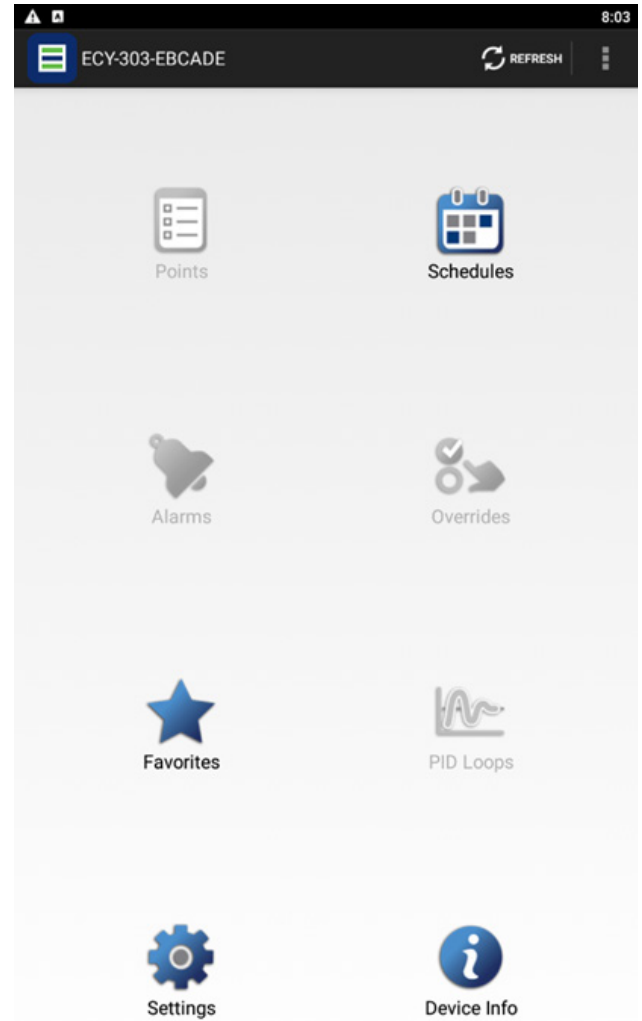 8:03
ECY-303-EBCADE
REFRESH
Points
Schedules
Alarms
Overrides
Favorites
PID Loops
Settings
Device Info